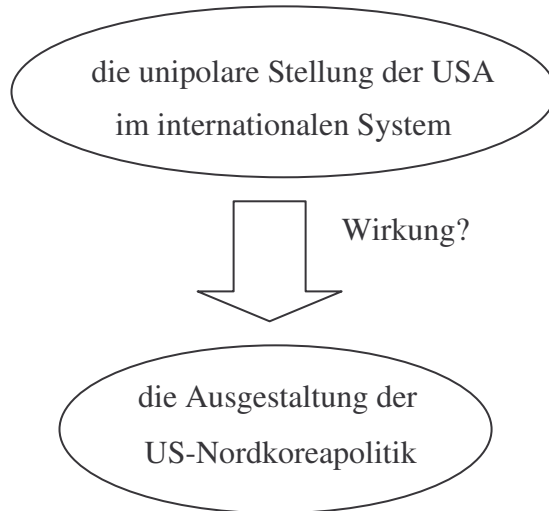 die unipolare Stellung der USA
im internationalen System
Wirkung?
die Ausgestaltung der
US-Nordkoreapolitik